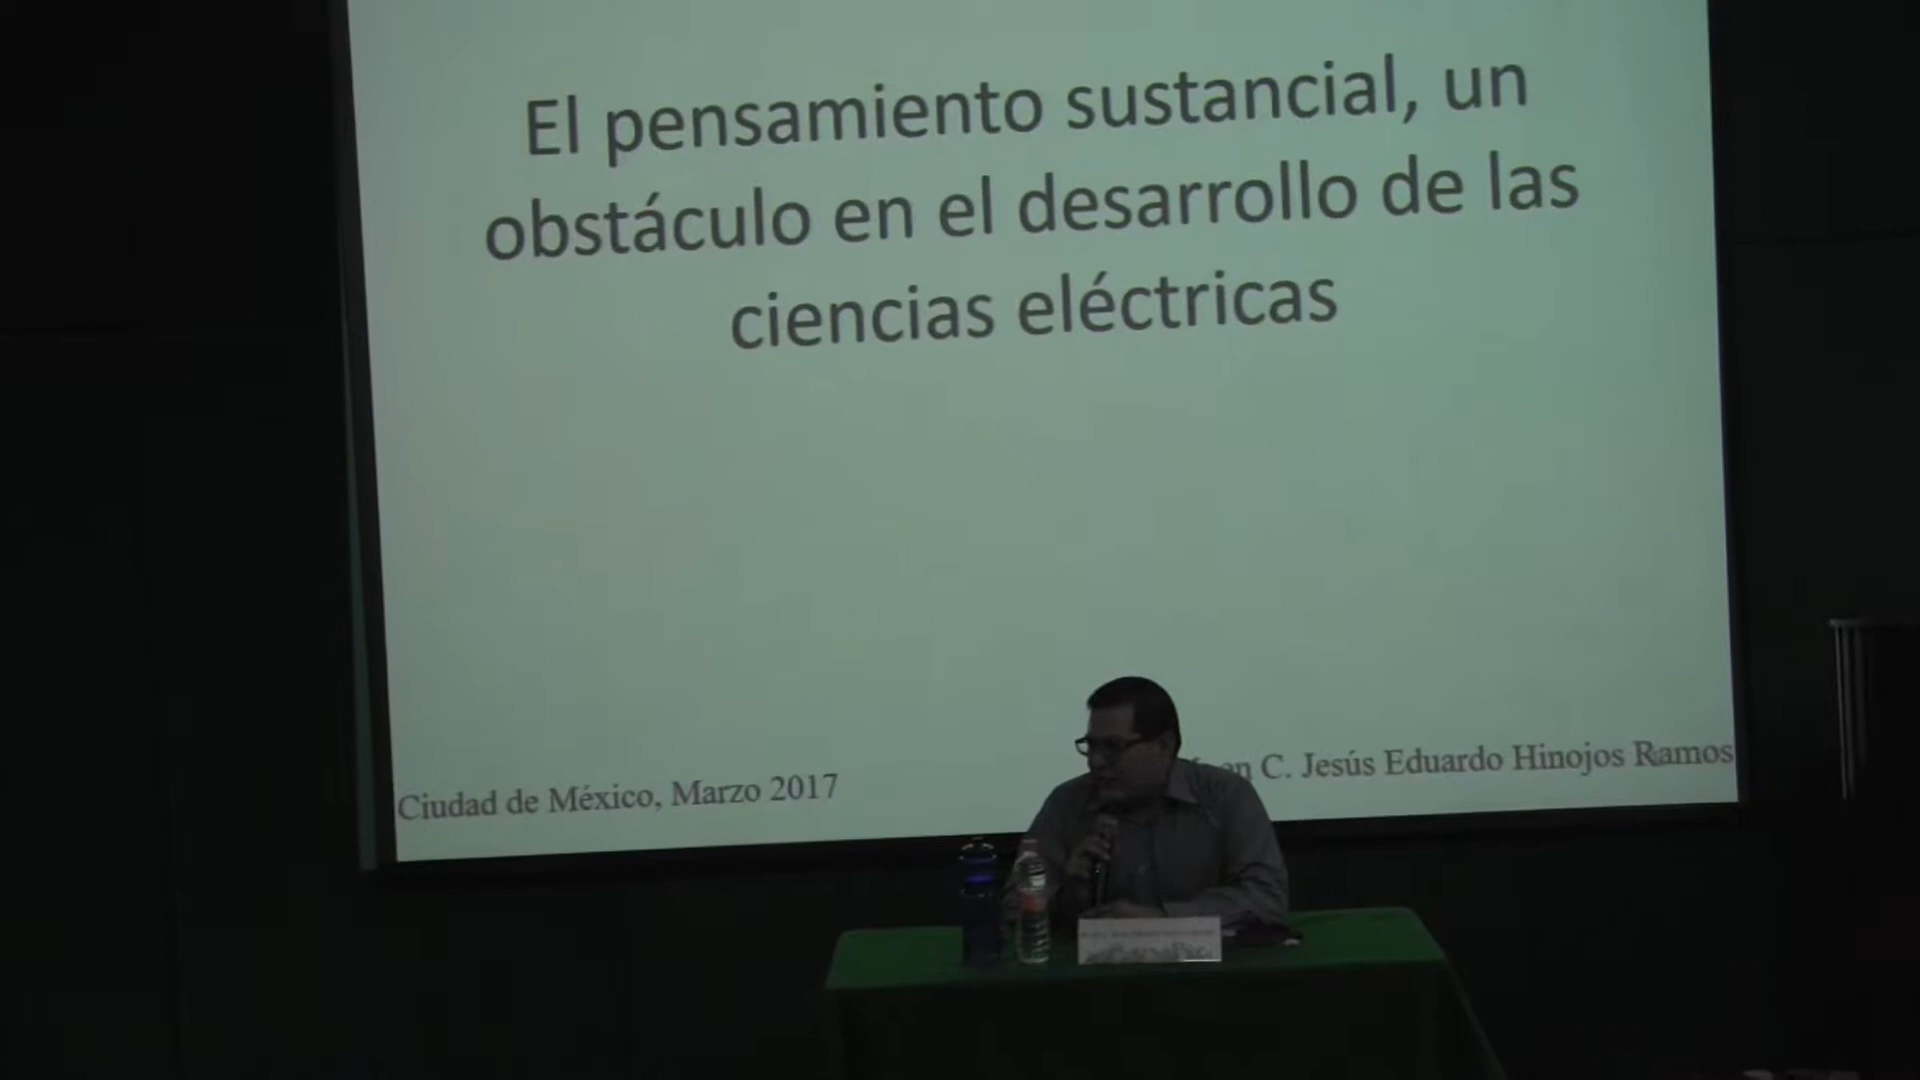 El pensamiento sustancial, un
obstáculo en el desarrollo de las
ciencias eléctricas
Ciudad de México, Marzo 2017
en C. Jesús Eduardo Hinojos Ramos